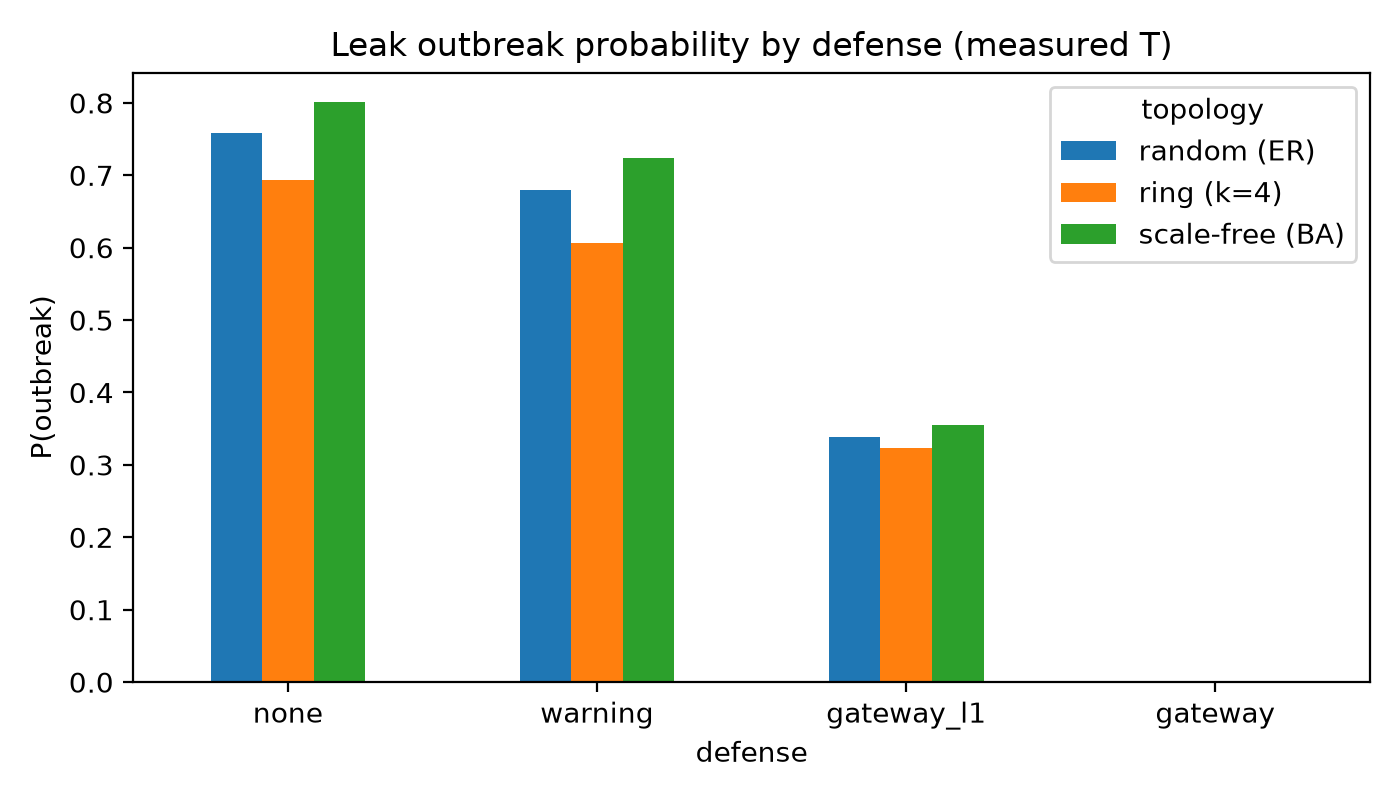 Leak outbreak probability by defense (measured T)
topology
random (ER)
ring (k=4)
scale-free (BA)
P(outbreak)
0.8
0.7
0.6
0.5
0.4
0.3
0.2
0.1
0.0
none
warning
gateway_l1
gateway
defense